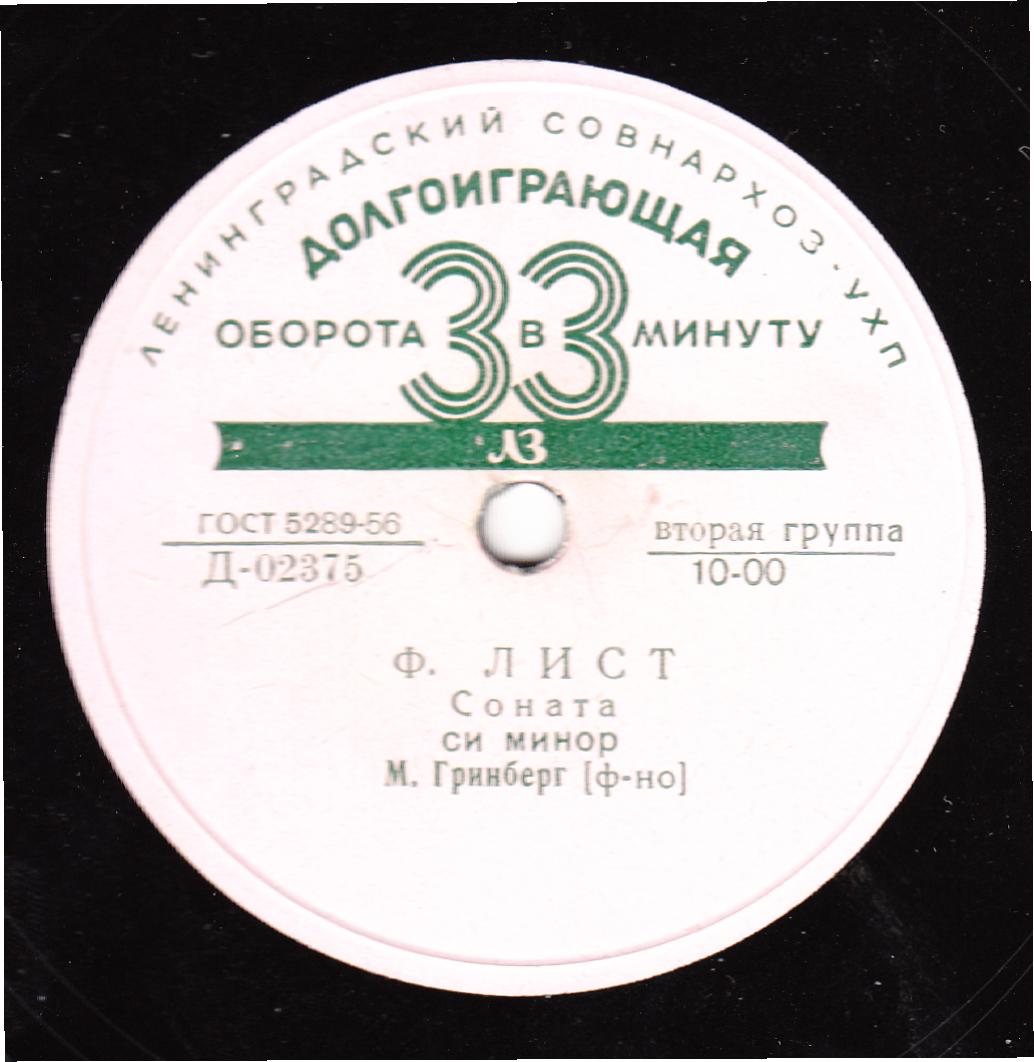 ЛЕНИНГРАДСКИЙ СОВНАРХОЗ·УХП
ДОЛГОИГРАЮЩАЯ
ОБОРОТА 33 В МИНУТУ
ЛЗ
ГОСТ 5289-56
Д-02375
вторая группа
10-00
Ф. ЛИСТ
Соната
си минор
М. Гринберг [ф-но]